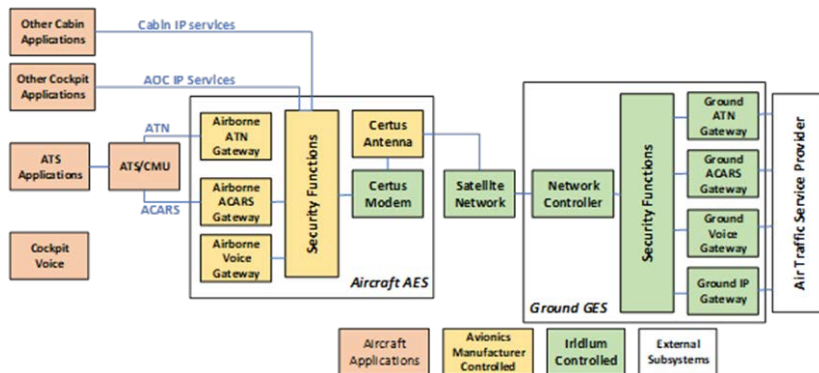 Other Cabin
Applications
Cabin IP services
Other Cockpit
Applications
AOC IP Services
ATS
Applications
ATS/CMU
ATN
ACARS
Cockpit
Voice
Airborne
ATN
Gateway
Airborne
ACARS
Gateway
Airborne
Voice
Gateway
Security Functions
Certus
Antenna
Certus
Modem
Aircraft AES
Satellite
Network
Network
Controller
Security Functions
Ground
ATN
Gateway
Ground
ACARS
Gateway
Ground
Voice
Gateway
Ground IP
Gateway
Ground GES
Air Traffic Service Provider
Aircraft
Applications
Avionics
Manufacturer
Controlled
Iridium
Controlled
External
Subsystems